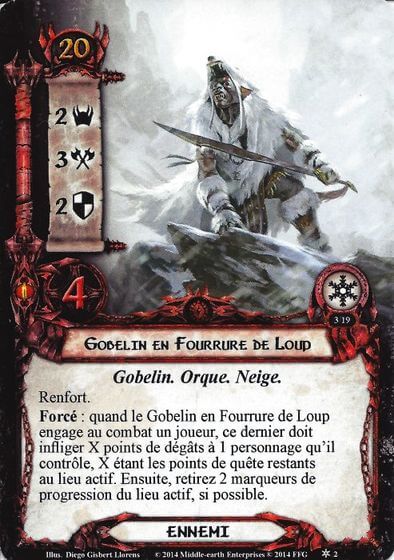 20
2
3
2
4
3 19
Gobelin en Fourrure de Loup
Gobelin. Orque. Neige.
Renfort.
Forcé : quand le Gobelin en Fourrure de Loup
engage au combat un joueur, ce dernier doit
infliger X points de dégâts à 1 personnage qu’il
contrôle, X étant les points de quête restants
au lieu actif. Ensuite, retirez 2 marqueurs de
progression du lieu actif, si possible.
ENNEMI
Illus. Diego Gisbert Llorens © 2014 Middle-earth Enterprises ® 2014 FFG 2